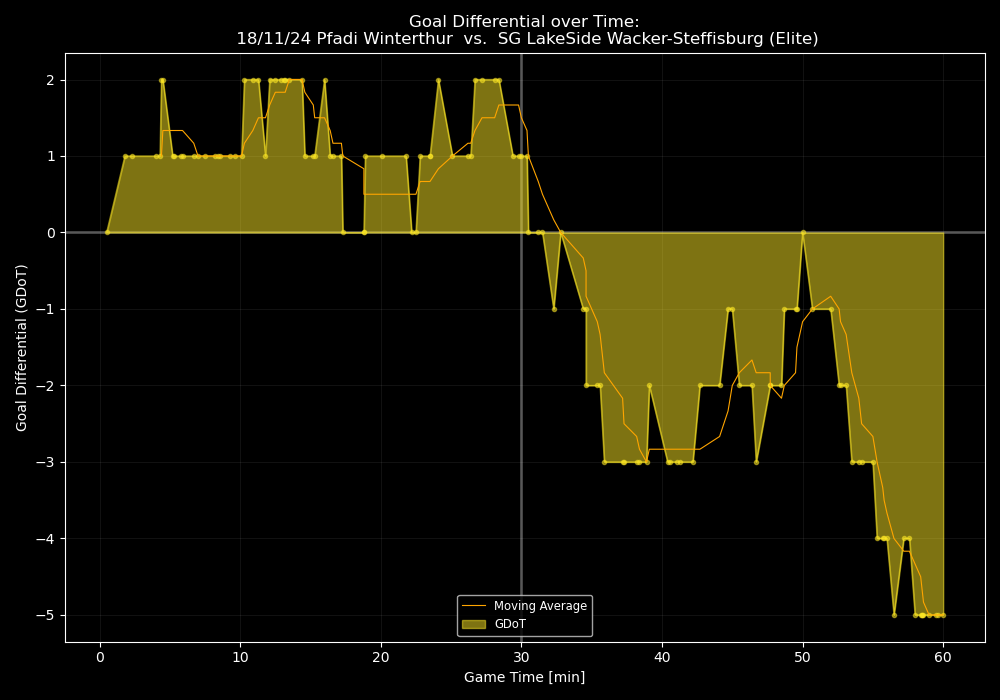 Goal Differential over Time:
18/11/24 Pfadi Winterthur  vs.  SG LakeSide Wacker-Steffisburg (Elite)
Goal Differential (GDoT)
2
1
0
−1
−2
−3
−4
−5
Moving Average
GDoT
0 10 20 30 40 50 60
Game Time [min]